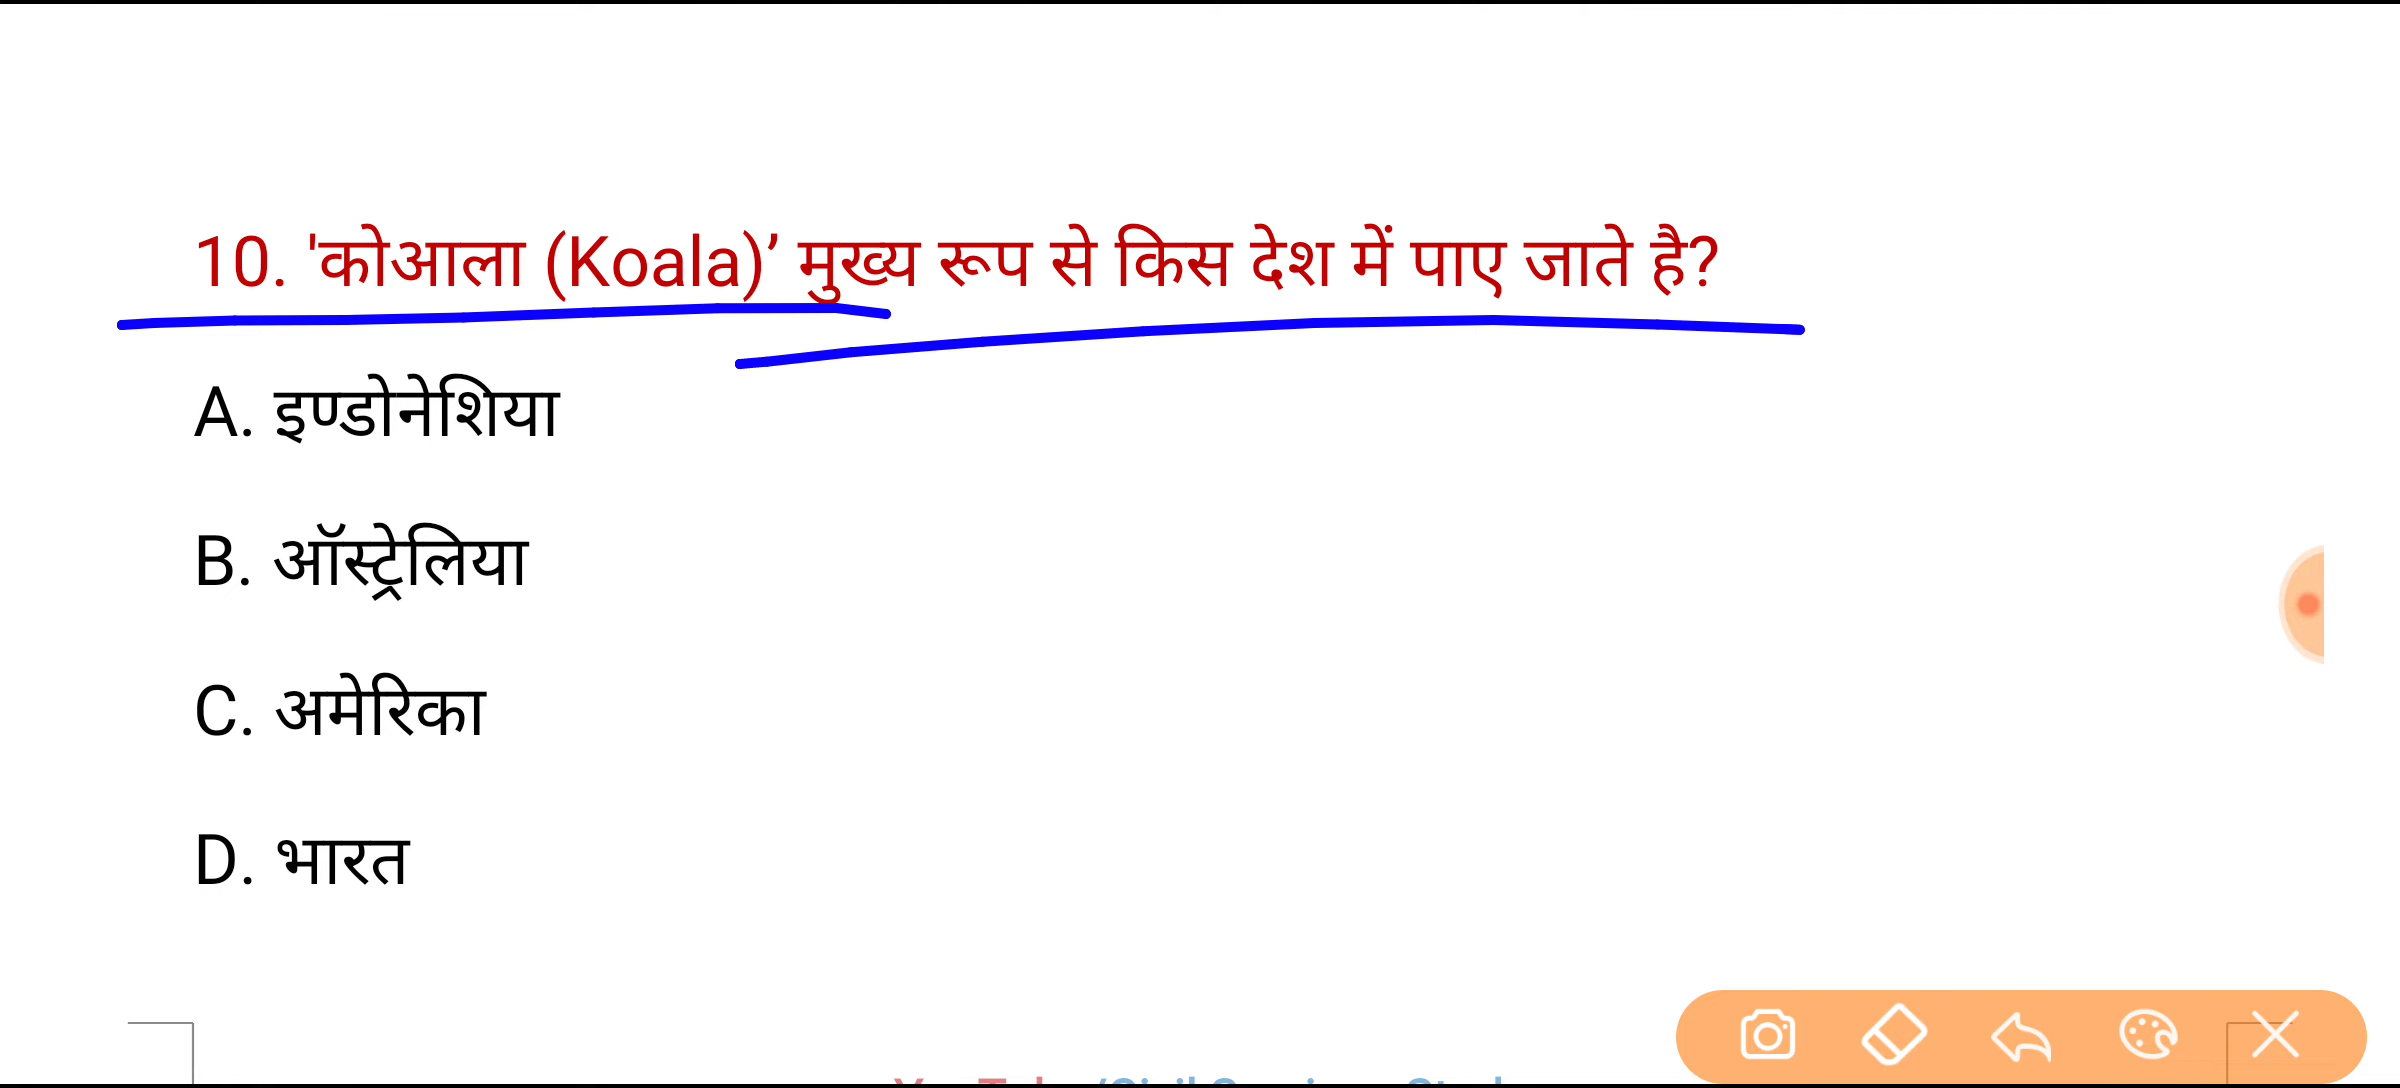 10. 'कोआला (Koala)’ मुख्य रूप से किस देश में पाए जाते है?
A. इण्डोनेशिया
B. ऑस्ट्रेलिया
C. अमेरिका
D. भारत